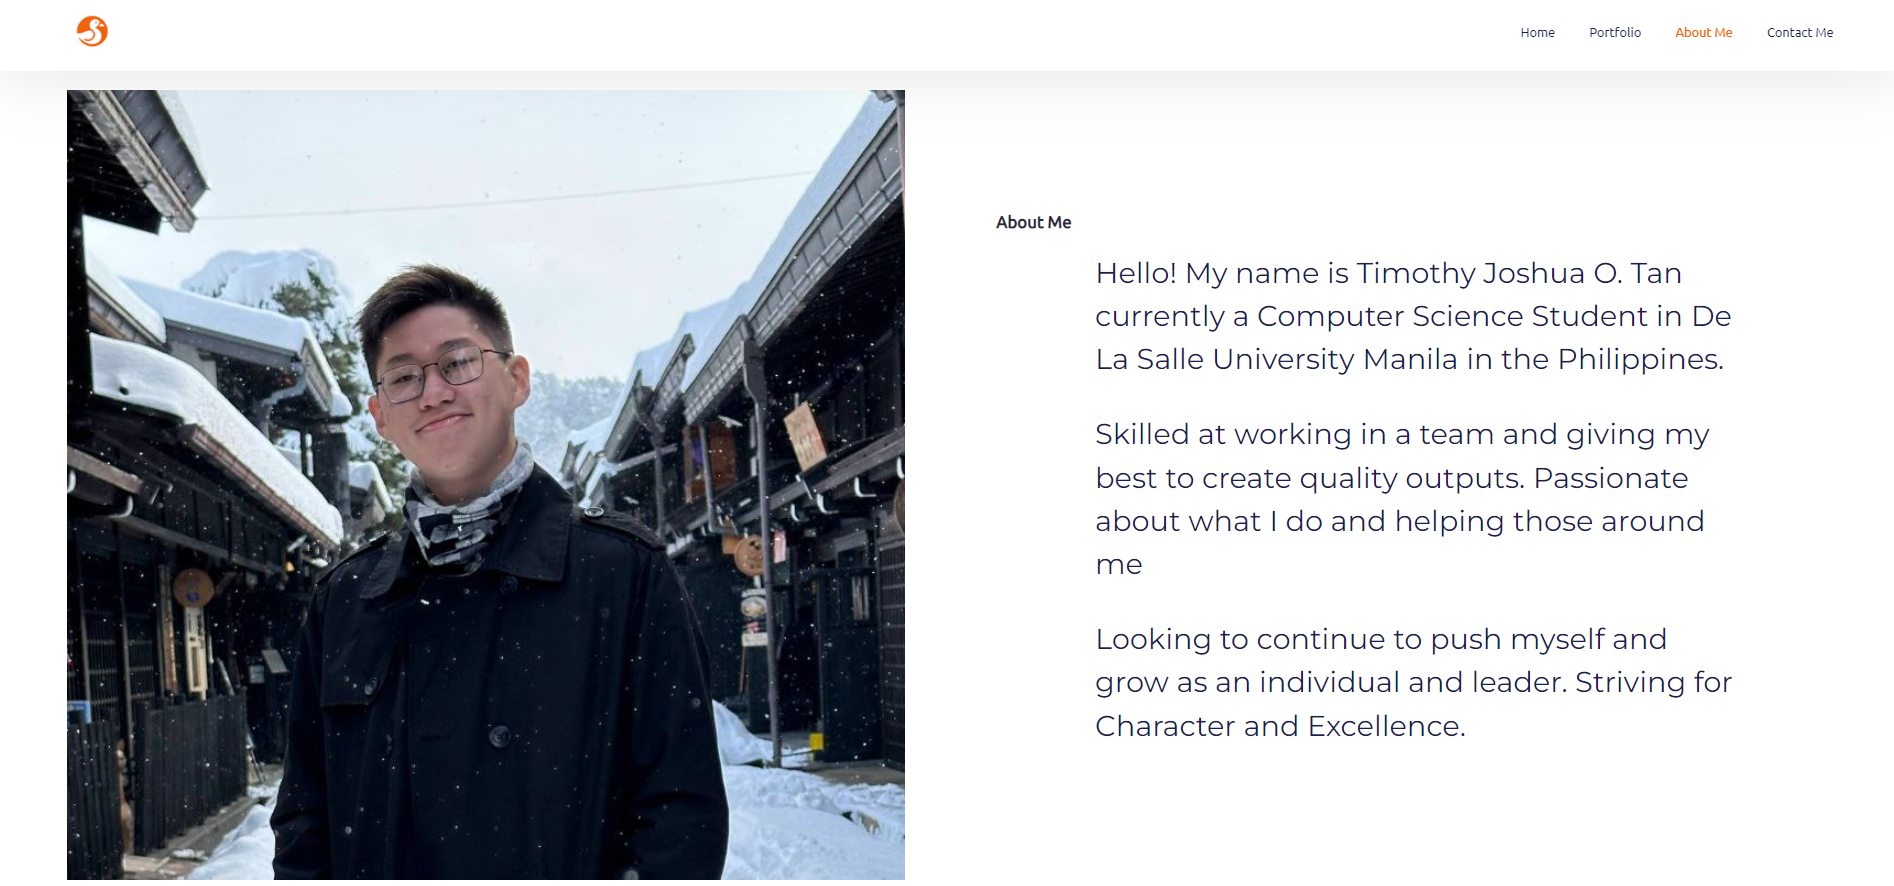 Home
Portfolio
About Me
Contact Me
About Me
Hello! My name is Timothy Joshua O. Tan
currently a Computer Science Student in De
La Salle University Manila in the Philippines.
Skilled at working in a team and giving my
best to create quality outputs. Passionate
about what I do and helping those around
me
Looking to continue to push myself and
grow as an individual and leader. Striving for
Character and Excellence.